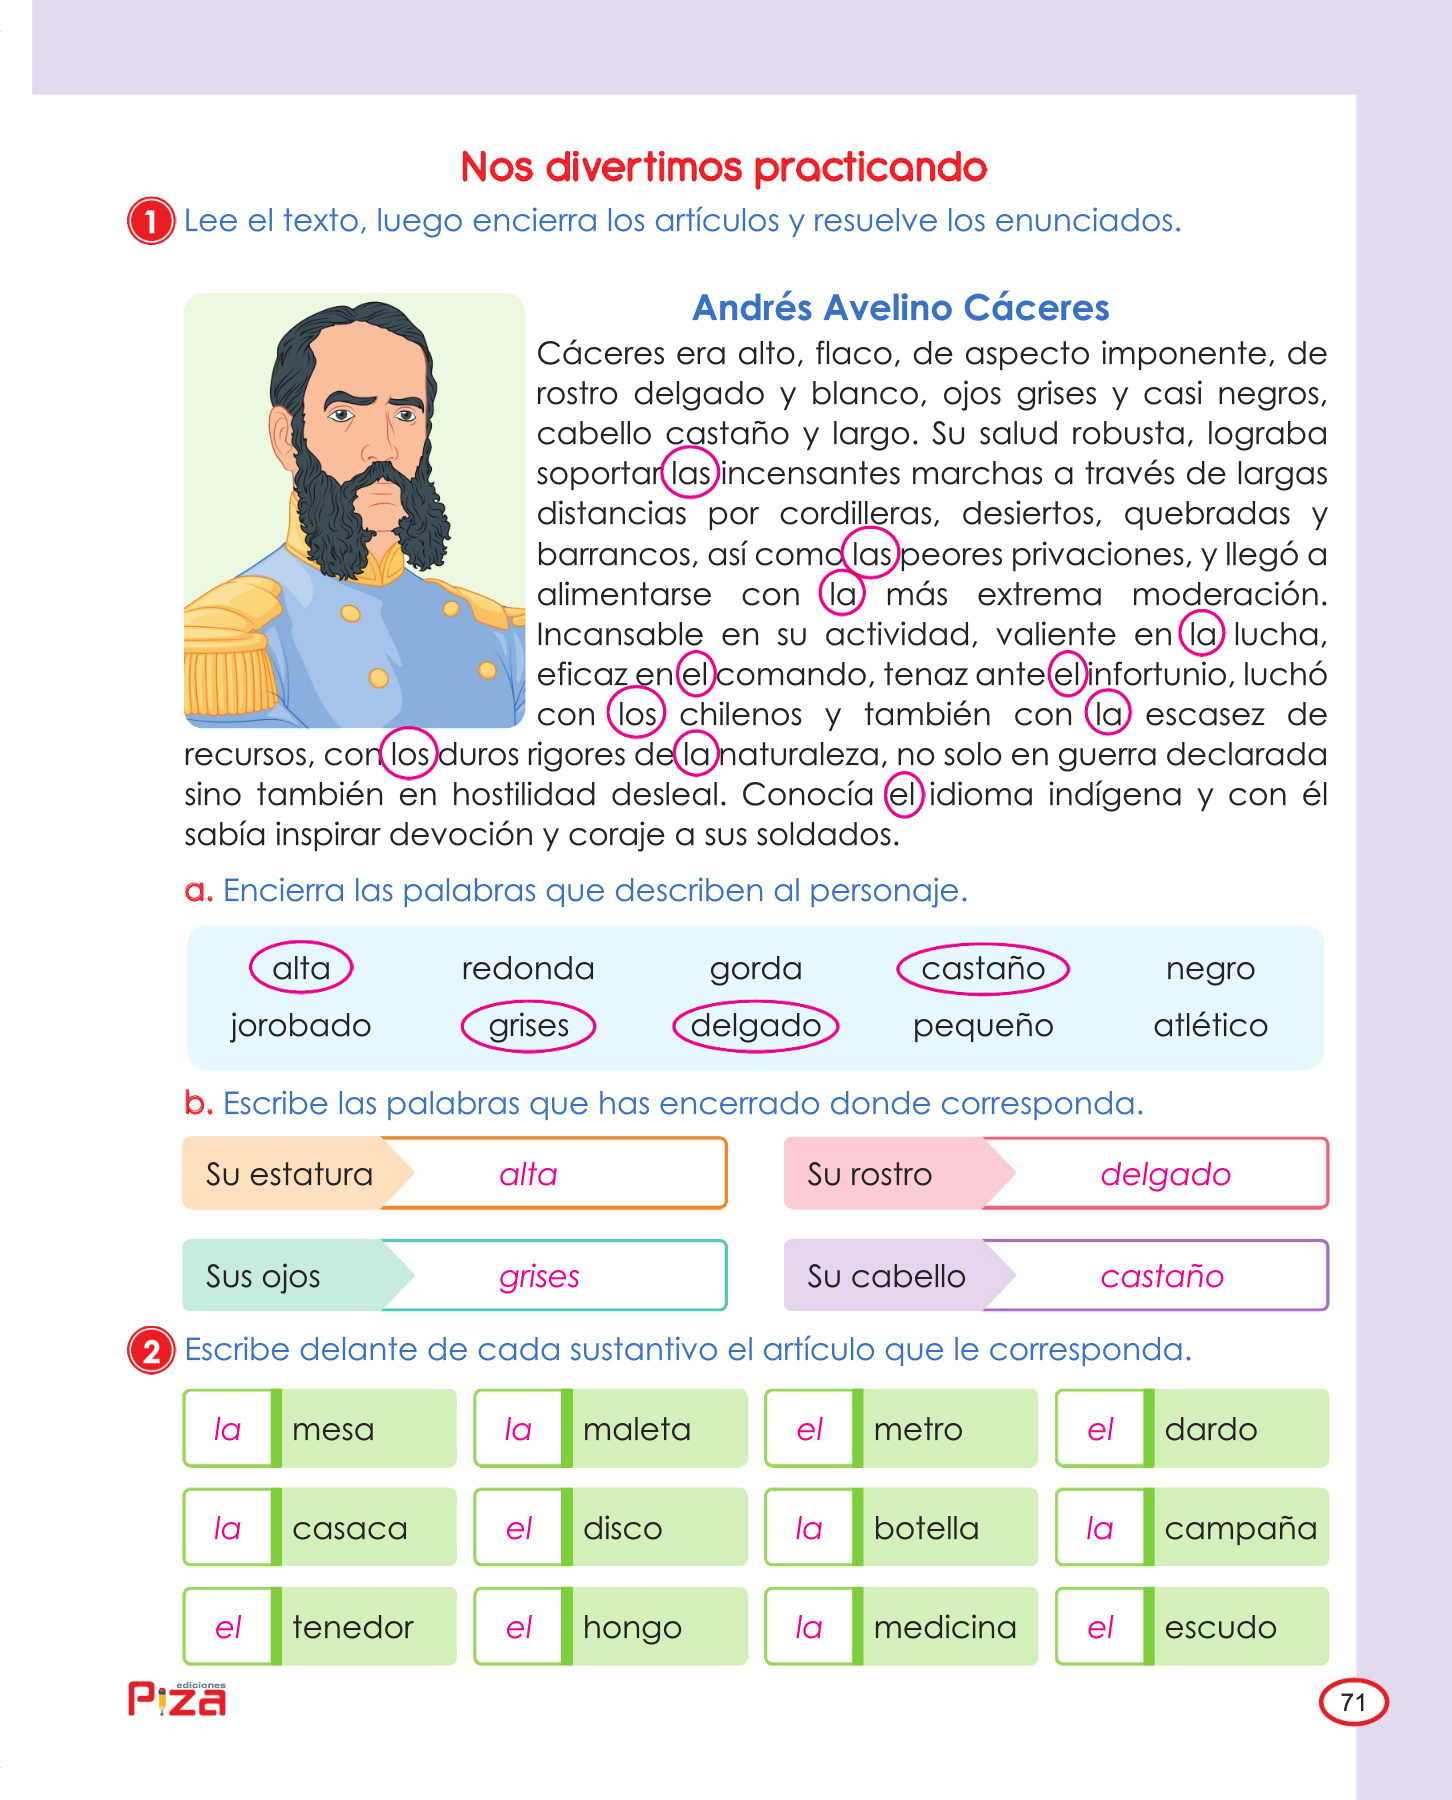 Nos divertimos practicando
1 Lee el texto, luego encierra los artículos y resuelve los enunciados.
Andrés Avelino Cáceres
Cáceres era alto, flaco, de aspecto imponente, de
rostro delgado y blanco, ojos grises y casi negros,
cabello castaño y largo. Su salud robusta, lograba
soportar las incensantes marchas a través de largas
distancias por cordilleras, desiertos, quebradas y
barrancos, así como las peores privaciones, y llegó a
alimentarse con la más extrema moderación.
Incansable en su actividad, valiente en la lucha,
eficaz en el comando, tenaz ante el infortunio, luchó
con los chilenos y también con la escasez de
recursos, con los duros rigores de la naturaleza, no solo en guerra declarada
sino también en hostilidad desleal. Conocía el idioma indígena y con él
sabía inspirar devoción y coraje a sus soldados.
a. Encierra las palabras que describen al personaje.
alta redonda gorda castaño negro
jorobado grises delgado pequeño atlético
b. Escribe las palabras que has encerrado donde corresponda.
Su estatura alta Su rostro delgado
Sus ojos grises Su cabello castaño
2 Escribe delante de cada sustantivo el artículo que le corresponda.
la mesa la maleta el metro el dardo
la casaca el disco la botella la campaña
el tenedor el hongo la medicina el escudo
ediciones
Piza
71